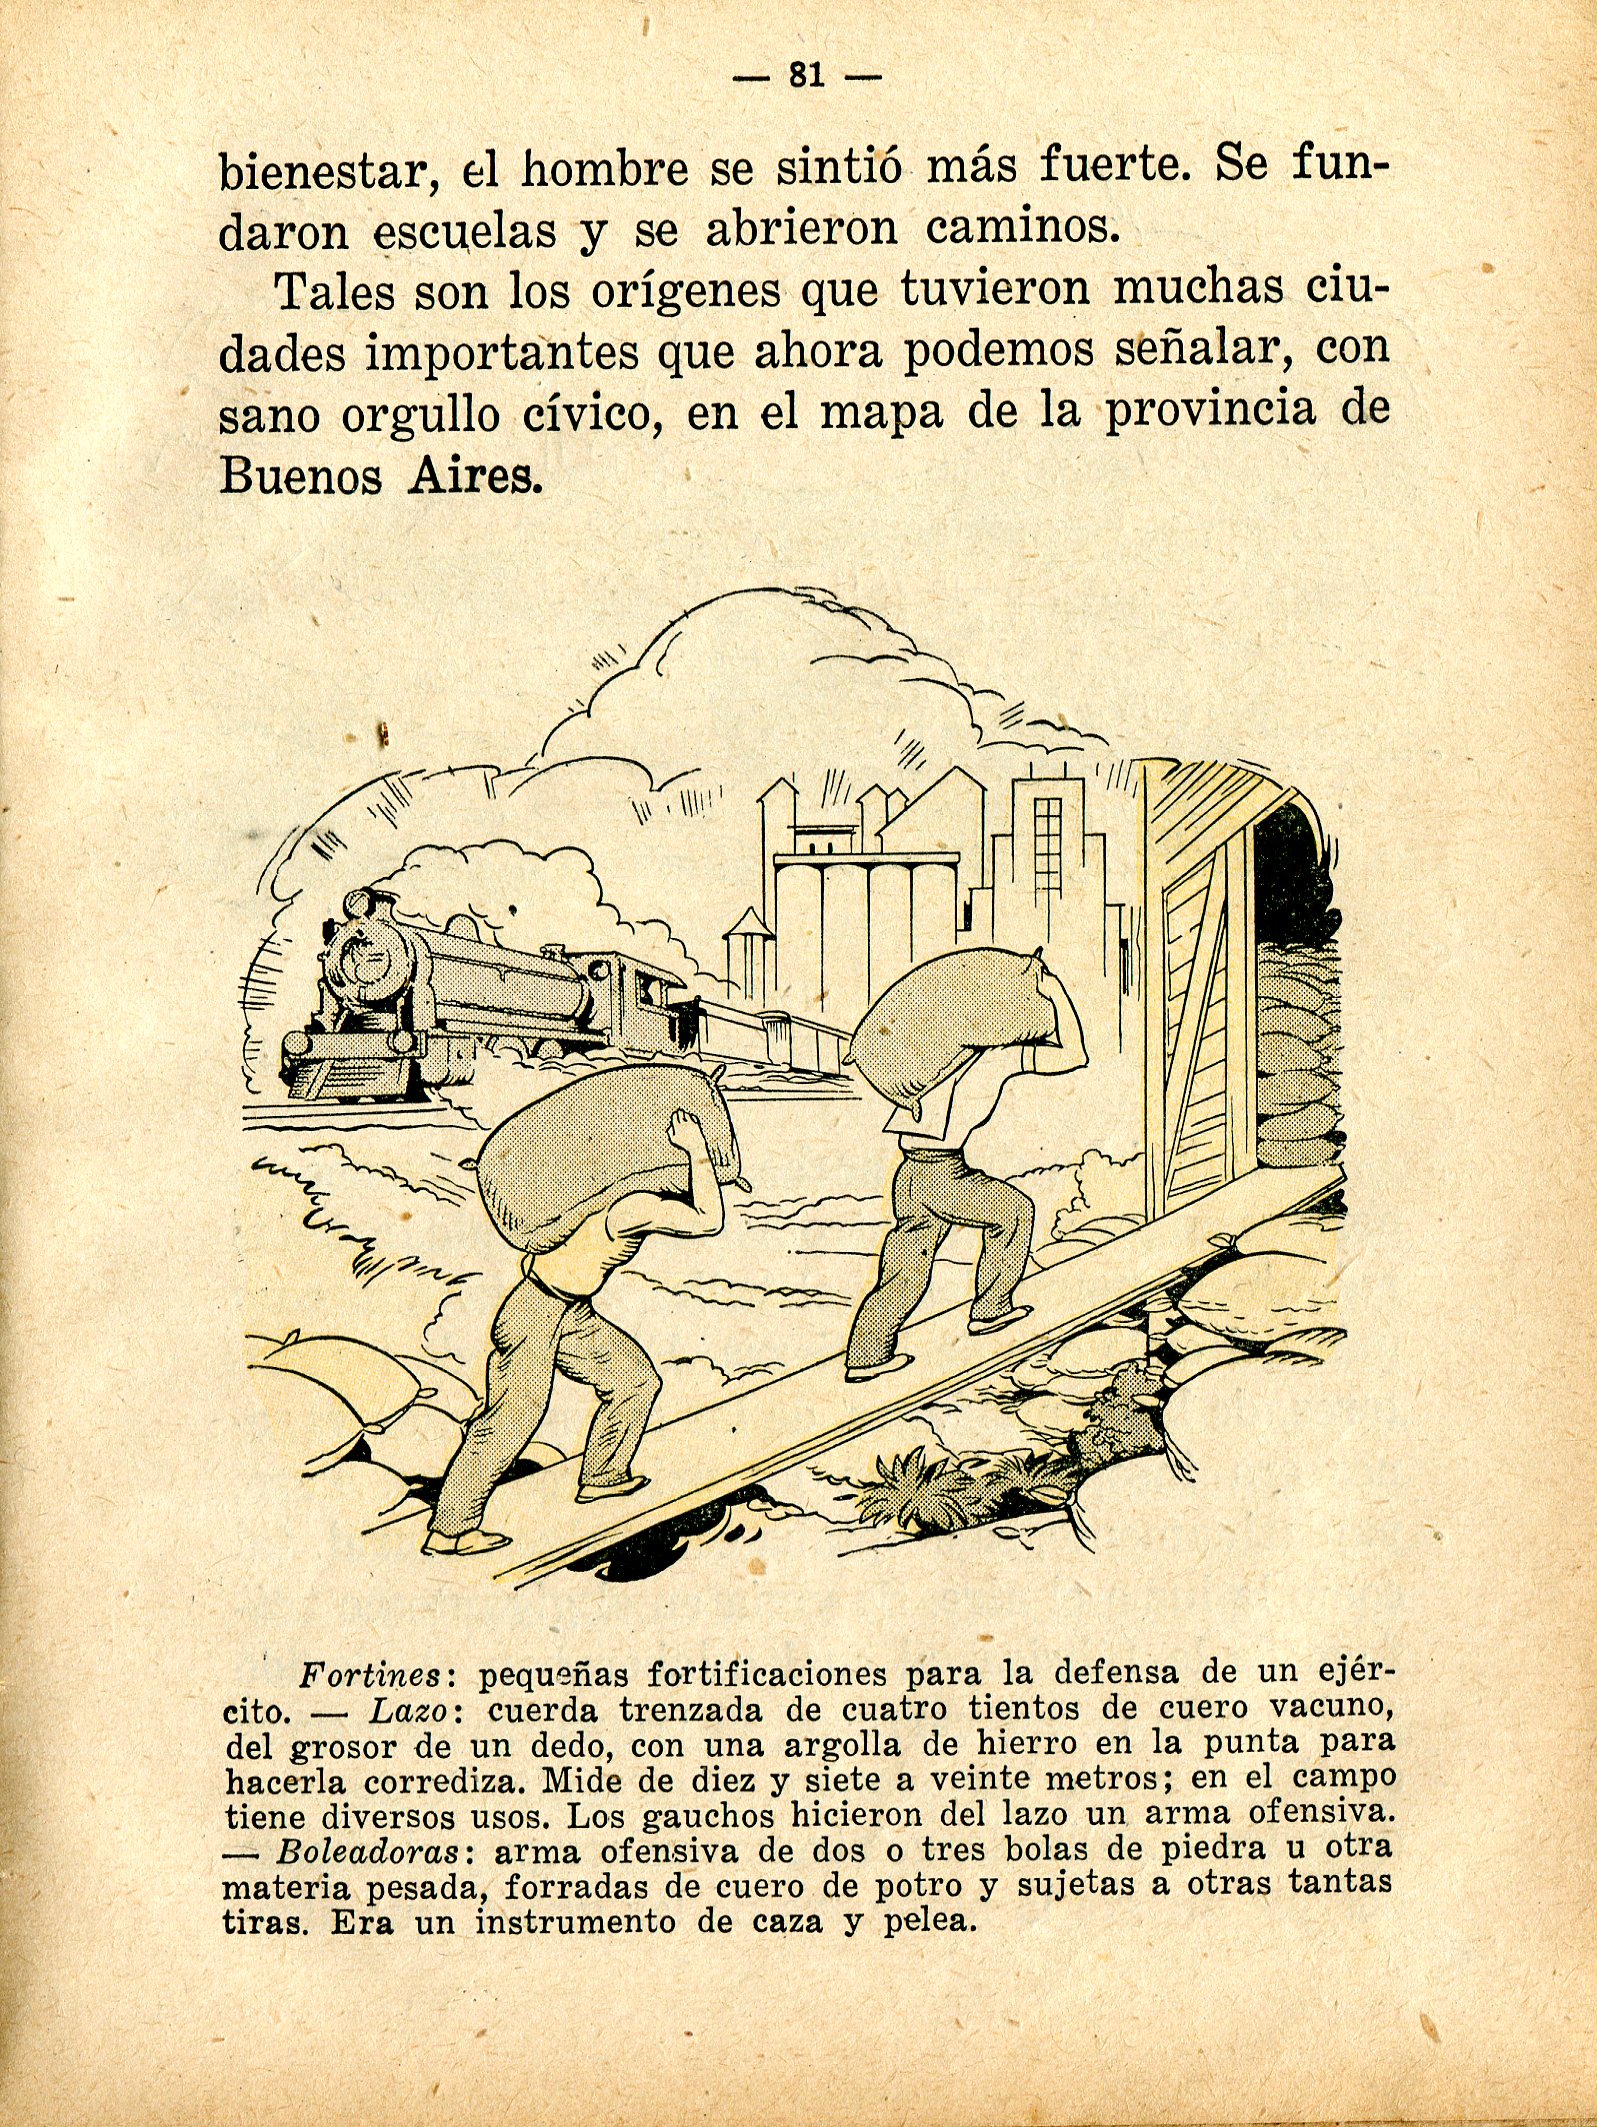 — 81 —
bienestar, el hombre se sintió más fuerte. Se fun-
daron escuelas y se abrieron caminos.
Tales son los orígenes que tuvieron muchas ciu-
dades importantes que ahora podemos señalar, con
sano orgullo cívico, en el mapa de la provincia de
Buenos Aires.
Fortines: pequeñas fortificaciones para la defensa de un ejér-
cito. — Lazo: cuerda trenzada de cuatro tientos de cuero vacuno,
del grosor de un dedo, con una argolla de hierro en la punta para
hacerla corrediza. Mide de diez y siete a veinte metros; en el campo
tiene diversos usos. Los gauchos hicieron del lazo un arma ofensiva.
— Boleadoras: arma ofensiva de dos o tres bolas de piedra u otra
materia pesada, forradas de cuero de potro y sujetas a otras tantas
tiras. Era un instrumento de caza y pelea.